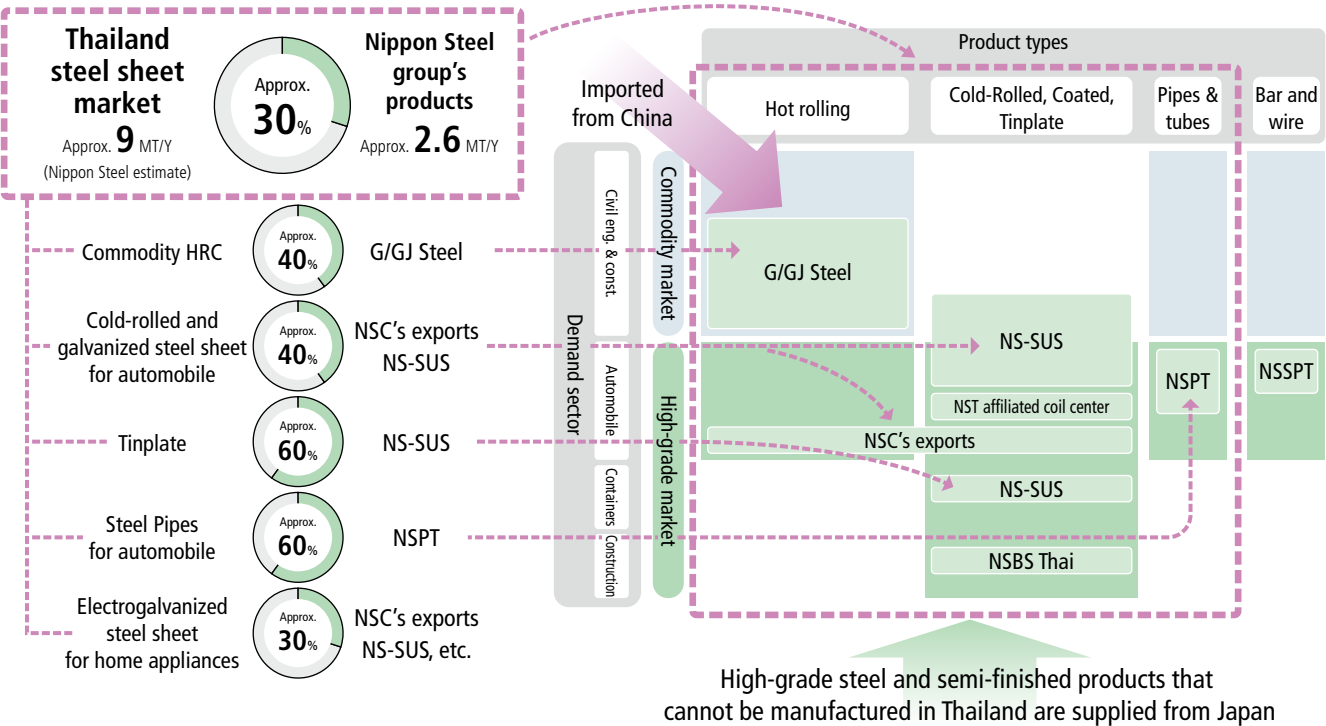 Thailand
steel sheet
market
Approx. 9 MT/Y
(Nippon Steel estimate)
Approx.
30%
Nippon Steel
group's
products
Approx. 2.6 MT/Y
Commodity HRC
Approx.
40%
G/GJ Steel
Cold-rolled and
galvanized steel sheet
for automobile
Approx.
40%
NSC's exports
NS-SUS
Tinplate
Approx.
60%
NS-SUS
Steel Pipes
for automobile
Approx.
60%
NSPT
Electrogalvanized
steel sheet
for home appliances
Approx.
30%
NSC's exports
NS-SUS, etc.
Imported
from China
Product types
Hot rolling
Cold-Rolled, Coated,
Tinplate
Pipes &
tubes
Bar and
wire
Demand sector
Civil eng. & const.
Automobile
Containers
Construction
Commodity market
High-grade market
G/GJ Steel
NS-SUS
NST affiliated coil center
NSC's exports
NS-SUS
NSBS Thai
NSPT
NSSPT
High-grade steel and semi-finished products that
cannot be manufactured in Thailand are supplied from Japan